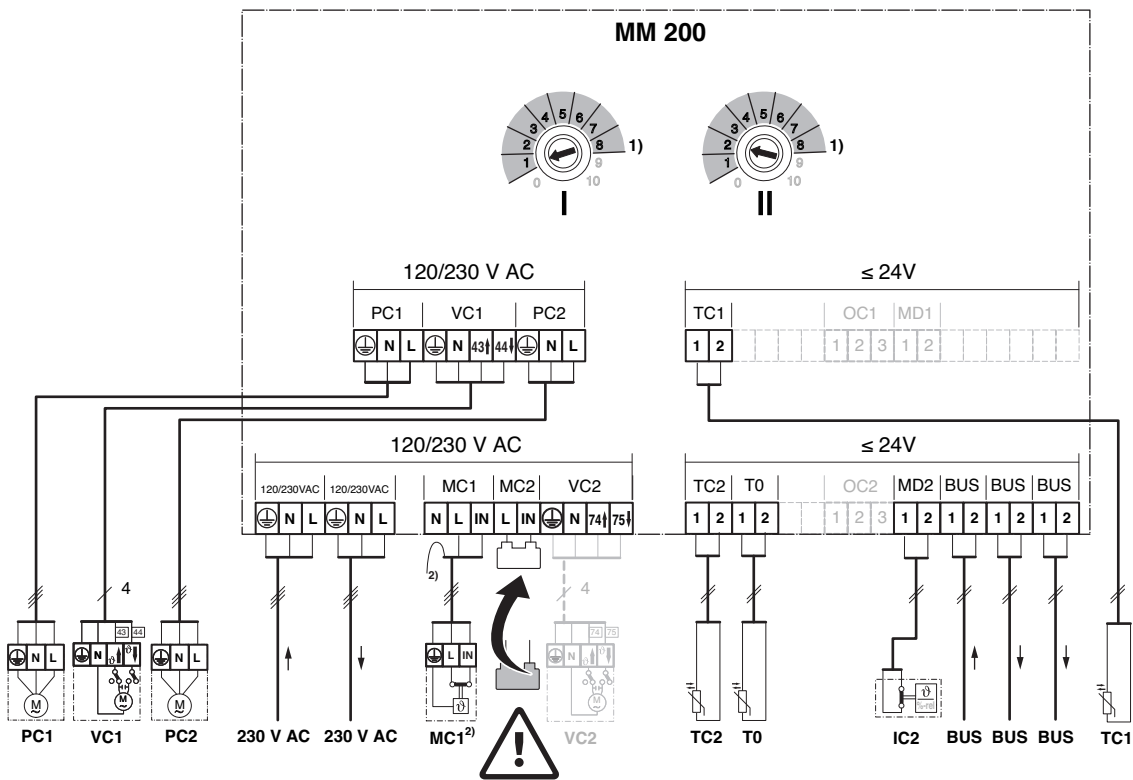 MM 200
0 1 2 3 4 5 6 7 8 9 10 1)
I
0 1 2 3 4 5 6 7 8 9 10 1)
II
120/230 V AC
≤ 24V
PC1 VC1 PC2
TC1 OC1 MD1
N L N 43 44 N L
1 2 1 2 3 1 2
120/230 V AC
≤ 24V
120/230VAC 120/230VAC MC1 MC2 VC2
TC2 T0 OC2 MD2 BUS BUS BUS
N L N L N L IN L IN N 74 75
1 2 1 2 1 2 3 1 2 1 2 1 2 1 2
2)
4
4
43 44
74 75
N L
N ϑ ϑ
N L
L IN
N ϑ ϑ
M
M
M
ϑ
M
ϑ
%-rel
!
PC1 VC1 PC2 230 V AC 230 V AC MC1²⁾ VC2 TC2 T0 IC2 BUS BUS BUS TC1